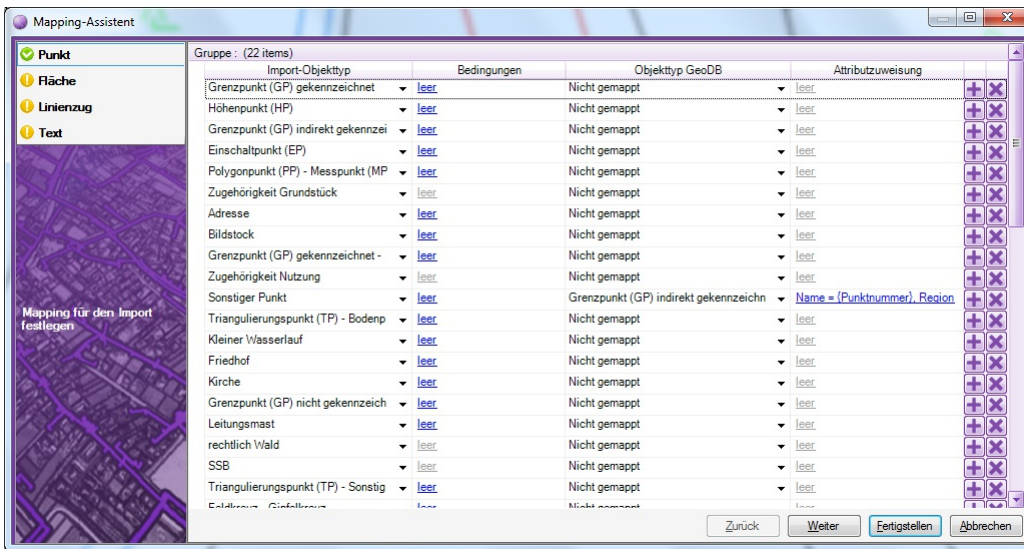 Mapping-Assistent
Punkt
Fläche
Linienzug
Text
Mapping für den Import
festlegen
Gruppe : (22 items)
Import-Objekttyp Bedingungen Objekttyp GeoDB Attributzuweisung
Grenzpunkt (GP) gekennzeichnet leer Nicht gemappt leer
Höhenpunkt (HP) leer Nicht gemappt leer
Grenzpunkt (GP) indirekt gekennzei leer Nicht gemappt leer
Einschaltpunkt (EP) leer Nicht gemappt leer
Polygonpunkt (PP) - Messpunkt (MP leer Nicht gemappt leer
Zugehörigkeit Grundstück leer Nicht gemappt leer
Adresse leer Nicht gemappt leer
Bildstock leer Nicht gemappt leer
Grenzpunkt (GP) gekennzeichnet - leer Nicht gemappt leer
Zugehörigkeit Nutzung leer Nicht gemappt leer
Sonstiger Punkt leer Grenzpunkt (GP) indirekt gekennzeichn Name = {Punktnummer}, Region
Triangulierungspunkt (TP) - Bodenp leer Nicht gemappt leer
Kleiner Wasserlauf leer Nicht gemappt leer
Friedhof leer Nicht gemappt leer
Kirche leer Nicht gemappt leer
Grenzpunkt (GP) nicht gekennzeich leer Nicht gemappt leer
Leitungsmast leer Nicht gemappt leer
rechtlich Wald leer Nicht gemappt leer
SSB leer Nicht gemappt leer
Triangulierungspunkt (TP) - Sonstig leer Nicht gemappt leer
Feldkreuz - Gipfelkreuz leer Nicht gemappt leer
Zurück Weiter Fertigstellen Abbrechen